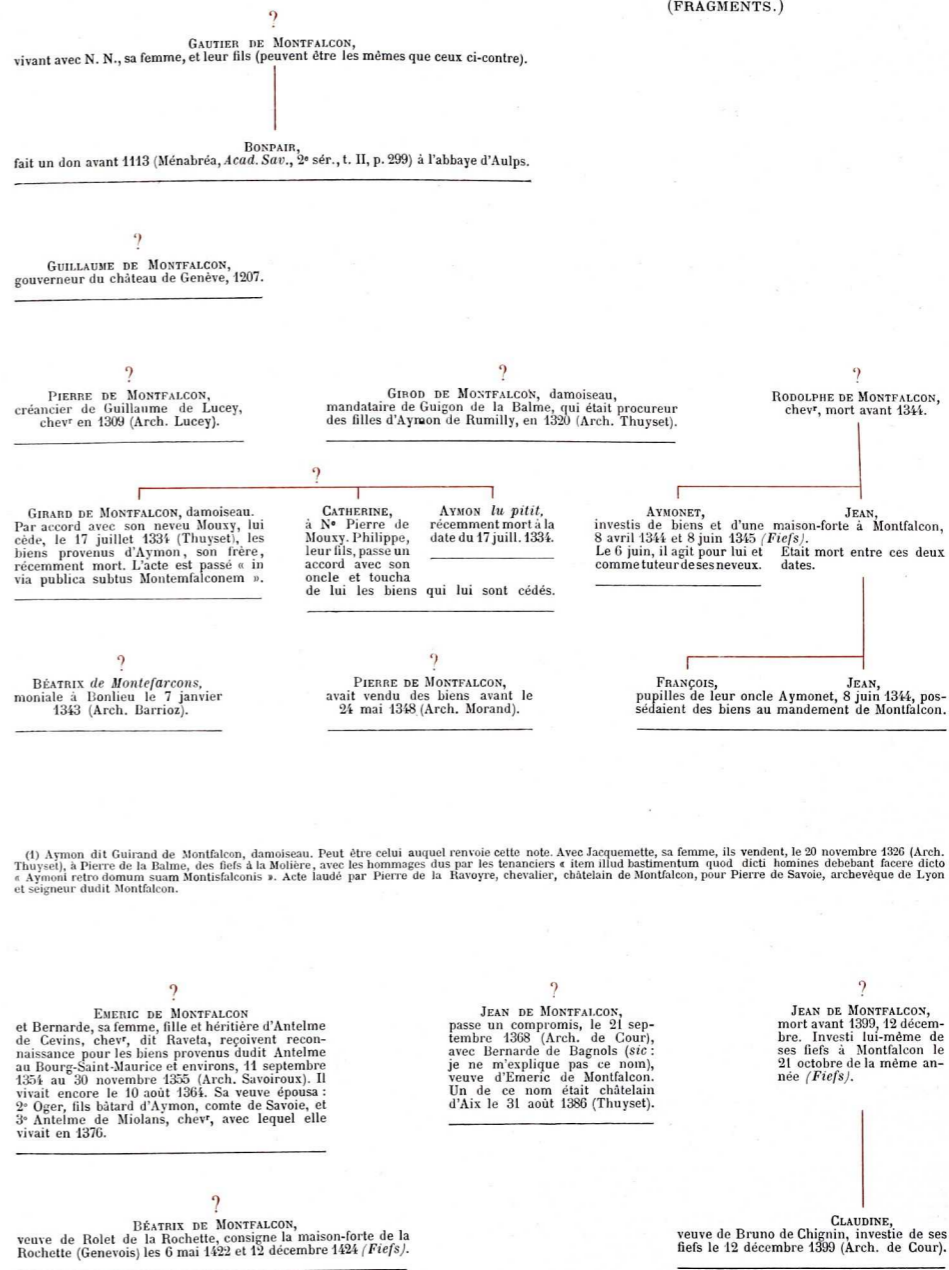 (FRAGMENTS.)
?
GAUTIER DE MONTFALCON,
vivant avec N. N., sa femme, et leur fils (peuvent être les mêmes que ceux ci-contre).
BONPAIR,
fait un don avant 1113 (Ménabréa, Acad. Sav., 2e sér., t. II, p. 299) à l'abbaye d'Aulps.
?
GUILLAUME DE MONTFALCON,
gouverneur du château de Genève, 1207.
?
PIERRE DE MONTFALCON,
créancier de Guillaume de Lucey,
chevr en 1309 (Arch. Lucey).
?
GIROD DE MONTFALCON, damoiseau,
mandataire de Guigon de la Balme, qui était procureur
des filles d'Aymon de Rumilly, en 1320 (Arch. Thuyset).
?
RODOLPHE DE MONTFALCON,
chevr, mort avant 1344.
?
GIRARD DE MONTFALCON, damoiseau.
Par accord avec son neveu Mouxy, lui
cède, le 17 juillet 1334 (Thuyset), les
biens provenus d'Aymon, son frère,
récemment mort. L'acte est passé « in
via publica subtus Montemfalconem ».
CATHERINE,
à Ne Pierre de
Mouxy. Philippe,
leur fils, passe un
accord avec son
oncle et toucha
de lui les biens qui lui sont cédés.
AYMON lu pitit,
récemment mort à la
date du 17 juill. 1334.
AYMONET, JEAN,
investis de biens et d'une maison-forte à Montfalcon,
8 avril 1344 et 8 juin 1345 (Fiefs).
Le 6 juin, il agit pour lui et
comme tuteur de ses neveux.
Était mort entre ces deux
dates.
?
BÉATRIX de Montefarcons,
moniale à Bonlieu le 7 janvier
1343 (Arch. Barrioz).
?
PIERRE DE MONTFALCON,
avait vendu des biens avant le
24 mai 1348 (Arch. Morand).
FRANÇOIS, JEAN,
pupilles de leur oncle Aymonet, 8 juin 1344, pos-
sédaient des biens au mandement de Montfalcon.
(1) Aymon dit Guirand de Montfalcon, damoiseau. Peut être celui auquel renvoie cette note. Avec Jacquemette, sa femme, ils vendent, le 20 novembre 1326 (Arch.
Thuyset), à Pierre de la Balme, des fiefs à la Molière, avec les hommages dus par les tenanciers « item illud bastimentum quod dicti homines debebant facere dicto
« Aymoni retro domum suam Montisfalconis ». Acte laudé par Pierre de la Ravoyre, chevalier, châtelain de Montfalcon, pour Pierre de Savoie, archevêque de Lyon
et seigneur dudit Montfalcon.
?
EMERIC DE MONTFALCON
et Bernarde, sa femme, fille et héritière d'Antelme
de Cevins, chevr, dit Raveta, reçoivent recon-
naissance pour les biens provenus dudit Antelme
au Bourg-Saint-Maurice et environs, 11 septembre
1354 au 30 novembre 1355 (Arch. Savoiroux). Il
vivait encore le 10 août 1364. Sa veuve épousa :
2o Oger, fils bâtard d'Aymon, comte de Savoie, et
3o Antelme de Miolans, chevr, avec lequel elle
vivait en 1376.
?
JEAN DE MONTFALCON,
passe un compromis, le 21 sep-
tembre 1368 (Arch. de Cour),
avec Bernarde de Bagnols (sic :
je ne m'explique pas ce nom),
veuve d'Emeric de Montfalcon.
Un de ce nom était châtelain
d'Aix le 31 août 1386 (Thuyset).
?
JEAN DE MONTFALCON,
mort avant 1399, 12 décem-
bre. Investi lui-même de
ses fiefs à Montfalcon le
21 octobre de la même an-
née (Fiefs).
?
BÉATRIX DE MONTFALCON,
veuve de Rolet de la Rochette, consigne la maison-forte de la
Rochette (Genevois) les 6 mai 1422 et 12 décembre 1424 (Fiefs).
CLAUDINE,
veuve de Bruno de Chignin, investie de ses
fiefs le 12 décembre 1399 (Arch. de Cour).